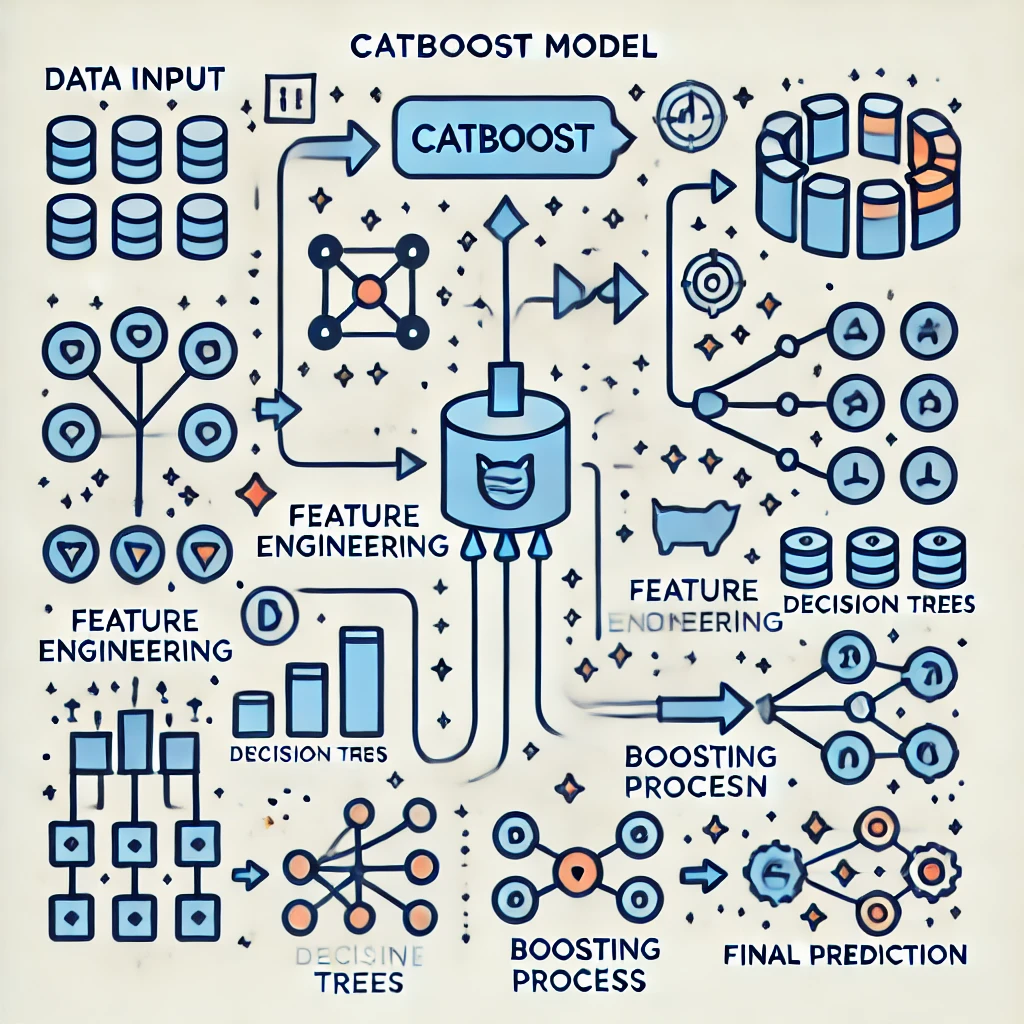 CATBOOST MODEL
DATA INPUT
CATBOOST
FEATURE
ENGINEERING
FEATURE
ENGINEERING
FEATURE
ENOINEERING
DECISION TREES
D
DECISION TRES
BOOSTING
PROCESN
DECISINE
TREES
BOOSTING
PROCESS
FINAL PREDICTION